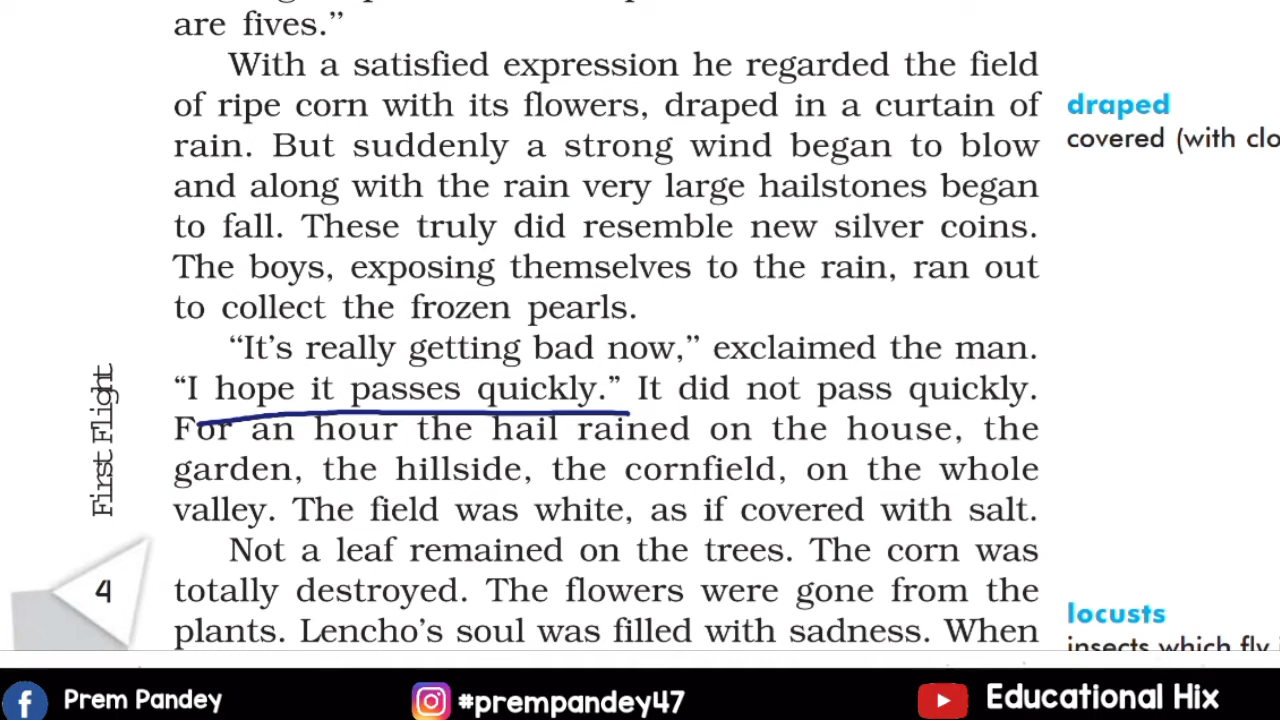 are fives.”
With a satisfied expression he regarded the field
of ripe corn with its flowers, draped in a curtain of
rain. But suddenly a strong wind began to blow
and along with the rain very large hailstones began
to fall. These truly did resemble new silver coins.
The boys, exposing themselves to the rain, ran out
to collect the frozen pearls.
“It’s really getting bad now,” exclaimed the man.
“I hope it passes quickly.” It did not pass quickly.
For an hour the hail rained on the house, the
garden, the hillside, the cornfield, on the whole
valley. The field was white, as if covered with salt.
Not a leaf remained on the trees. The corn was
totally destroyed. The flowers were gone from the
plants. Lencho’s soul was filled with sadness. When
draped
covered (with clo
locusts
insects which fly
First Flight
4
Prem Pandey
#prempandey47
Educational Hix